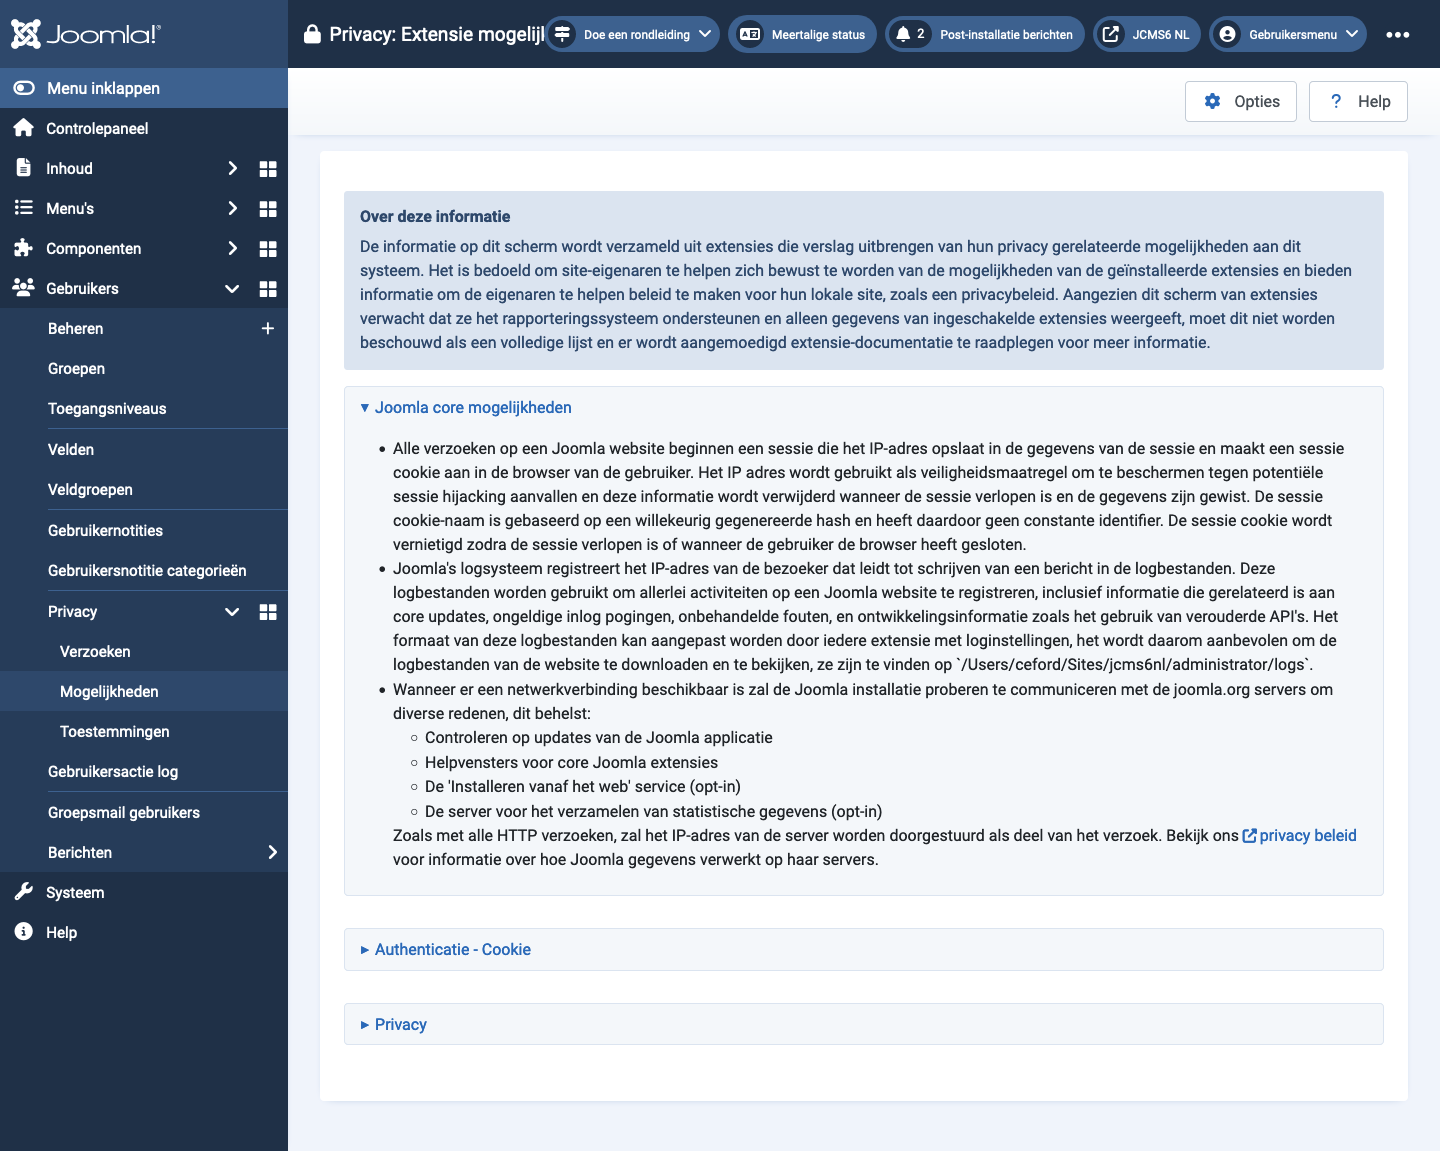 Joomla!®
Privacy: Extensie mogelijk
Doe een rondleiding
Meertalige status
2
Post-installatie berichten
JCMS6 NL
Gebruikersmenu
Menu inklappen
Controlepaneel
Inhoud
Menu's
Componenten
Gebruikers
Beheren
Groepen
Toegangsniveaus
Velden
Veldgroepen
Gebruikernotities
Gebruikersnotitie categorieën
Privacy
Verzoeken
Mogelijkheden
Toestemmingen
Gebruikersactie log
Groepsmail gebruikers
Berichten
Systeem
Help
Opties
? Help
Over deze informatie
De informatie op dit scherm wordt verzameld uit extensies die verslag uitbrengen van hun privacy gerelateerde mogelijkheden aan dit
systeem. Het is bedoeld om site-eigenaren te helpen zich bewust te worden van de mogelijkheden van de geïnstalleerde extensies en bieden
informatie om de eigenaren te helpen beleid te maken voor hun lokale site, zoals een privacybeleid. Aangezien dit scherm van extensies
verwacht dat ze het rapporteringssysteem ondersteunen en alleen gegevens van ingeschakelde extensies weergeeft, moet dit niet worden
beschouwd als een volledige lijst en er wordt aangemoedigd extensie-documentatie te raadplegen voor meer informatie.
▾ Joomla core mogelijkheden
• Alle verzoeken op een Joomla website beginnen een sessie die het IP-adres opslaat in de gegevens van de sessie en maakt een sessie
cookie aan in de browser van de gebruiker. Het IP adres wordt gebruikt als veiligheidsmaatregel om te beschermen tegen potentiële
sessie hijacking aanvallen en deze informatie wordt verwijderd wanneer de sessie verlopen is en de gegevens zijn gewist. De sessie
cookie-naam is gebaseerd op een willekeurig gegenereerde hash en heeft daardoor geen constante identifier. De sessie cookie wordt
vernietigd zodra de sessie verlopen is of wanneer de gebruiker de browser heeft gesloten.
• Joomla's logsysteem registreert het IP-adres van de bezoeker dat leidt tot schrijven van een bericht in de logbestanden. Deze
logbestanden worden gebruikt om allerlei activiteiten op een Joomla website te registreren, inclusief informatie die gerelateerd is aan
core updates, ongeldige inlog pogingen, onbehandelde fouten, en ontwikkelingsinformatie zoals het gebruik van verouderde API's. Het
formaat van deze logbestanden kan aangepast worden door iedere extensie met loginstellingen, het wordt daarom aanbevolen om de
logbestanden van de website te downloaden en te bekijken, ze zijn te vinden op `/Users/ceford/Sites/jcms6nl/administrator/logs`.
• Wanneer er een netwerkverbinding beschikbaar is zal de Joomla installatie proberen te communiceren met de joomla.org servers om
diverse redenen, dit behelst:
◦ Controleren op updates van de Joomla applicatie
◦ Helpvensters voor core Joomla extensies
◦ De 'Installeren vanaf het web' service (opt-in)
◦ De server voor het verzamelen van statistische gegevens (opt-in)
Zoals met alle HTTP verzoeken, zal het IP-adres van de server worden doorgestuurd als deel van het verzoek. Bekijk ons privacy beleid
voor informatie over hoe Joomla gegevens verwerkt op haar servers.
▸ Authenticatie - Cookie
▸ Privacy